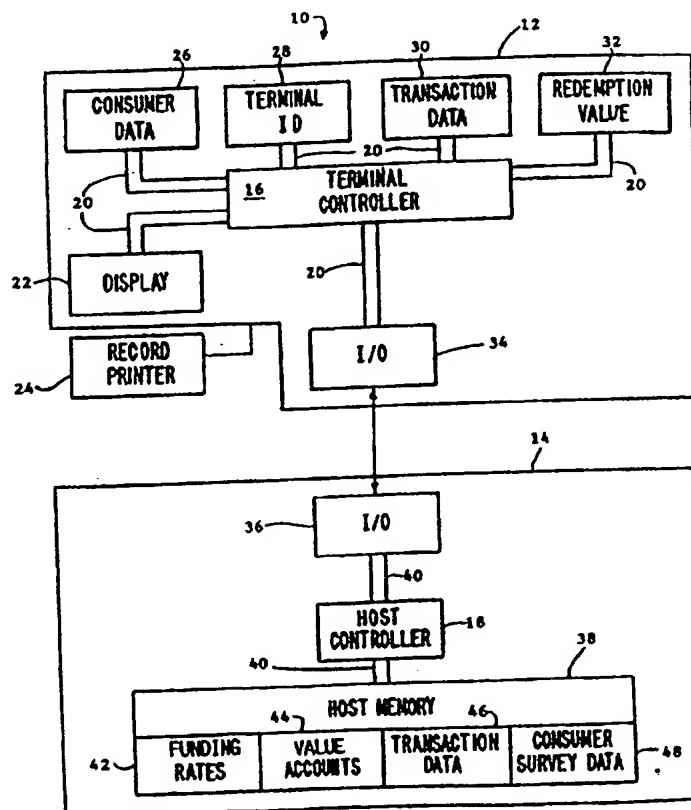 10
12
26
28
30
32
CONSUMER
DATA
TERMINAL
ID
TRANSACTION
DATA
REDEMPTION
VALUE
20
20
20
16
TERMINAL
CONTROLLER
22
DISPLAY
20
24
RECORD
PRINTER
I/O
34
14
36
I/O
40
HOST
CONTROLLER
18
40
38
HOST MEMORY
44
46
42
FUNDING
RATES
VALUE
ACCOUNTS
TRANSACTION
DATA
CONSUMER
SURVEY DATA
48